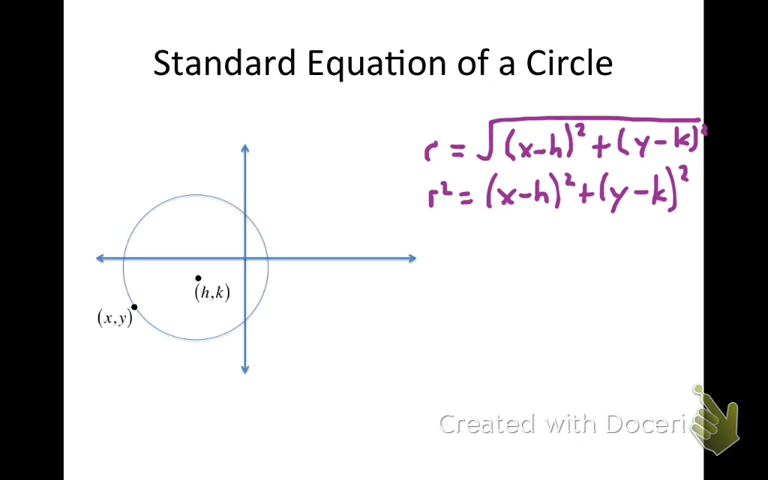 Standard Equation of a Circle
r = √(x-h)² + (y-k)²
r² = (x-h)² + (y-k)²
(h,k)
(x,y)
Created with Doceri